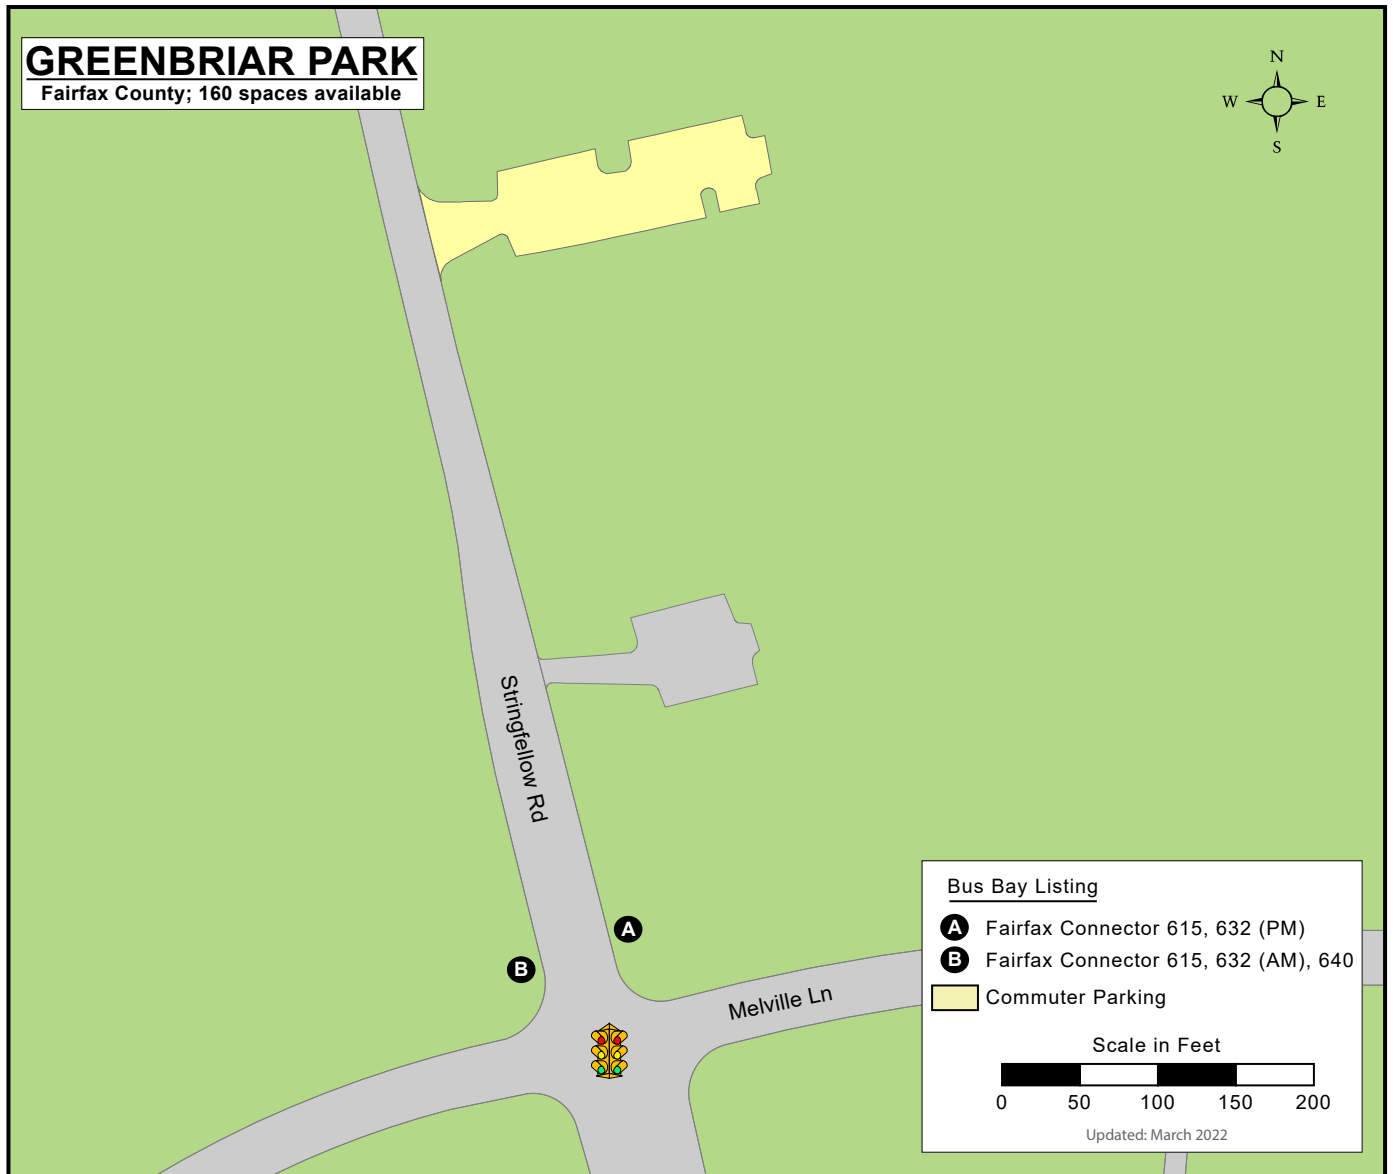 GREENBRIAR PARK
Fairfax County; 160 spaces available
N
W E
S
Stringfellow Rd
A
B
Melville Ln
Bus Bay Listing
A Fairfax Connector 615, 632 (PM)
B Fairfax Connector 615, 632 (AM), 640
Commuter Parking
Scale in Feet
0 50 100 150 200
Updated: March 2022